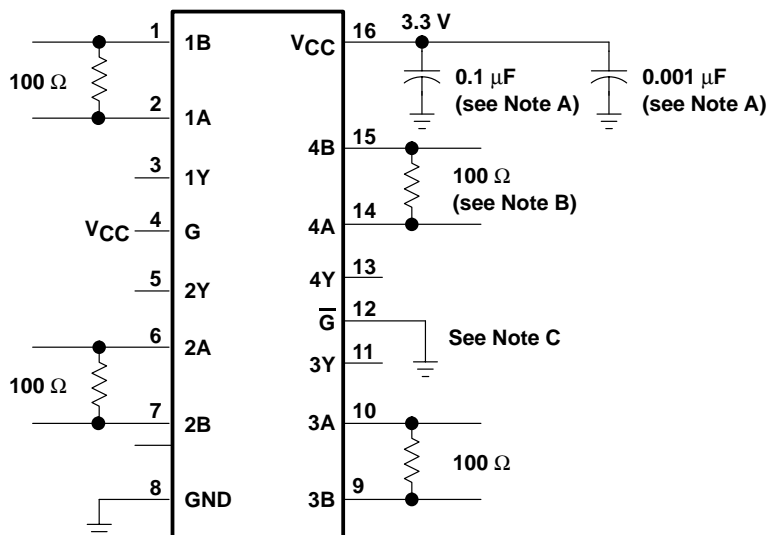 1
1B
100 Ω
2
1A
3
1Y
VCC
4
G
5
2Y
6
2A
100 Ω
7
2B
8
GND
VCC
16
3.3 V
0.1 μF
(see Note A)
0.001 μF
(see Note A)
4B
15
100 Ω
(see Note B)
4A
14
4Y
13
G̅
12
See Note C
3Y
11
3A
10
100 Ω
3B
9